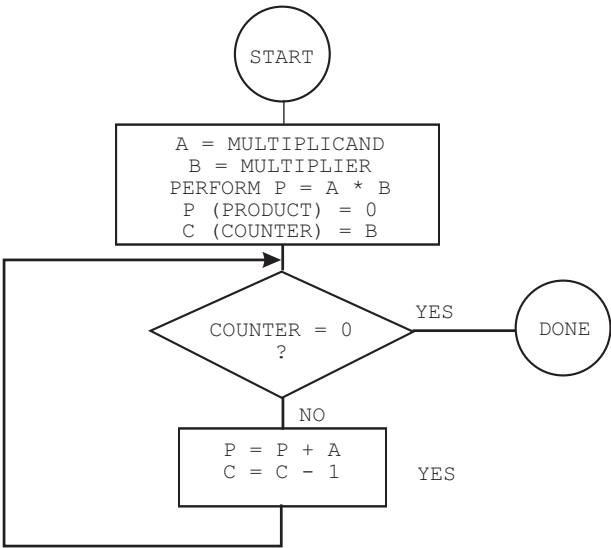 START
A = MULTIPLICAND
B = MULTIPLIER
PERFORM P = A * B
P (PRODUCT) = 0
C (COUNTER) = B
YES
COUNTER = 0
?
DONE
NO
P = P + A
C = C - 1
YES